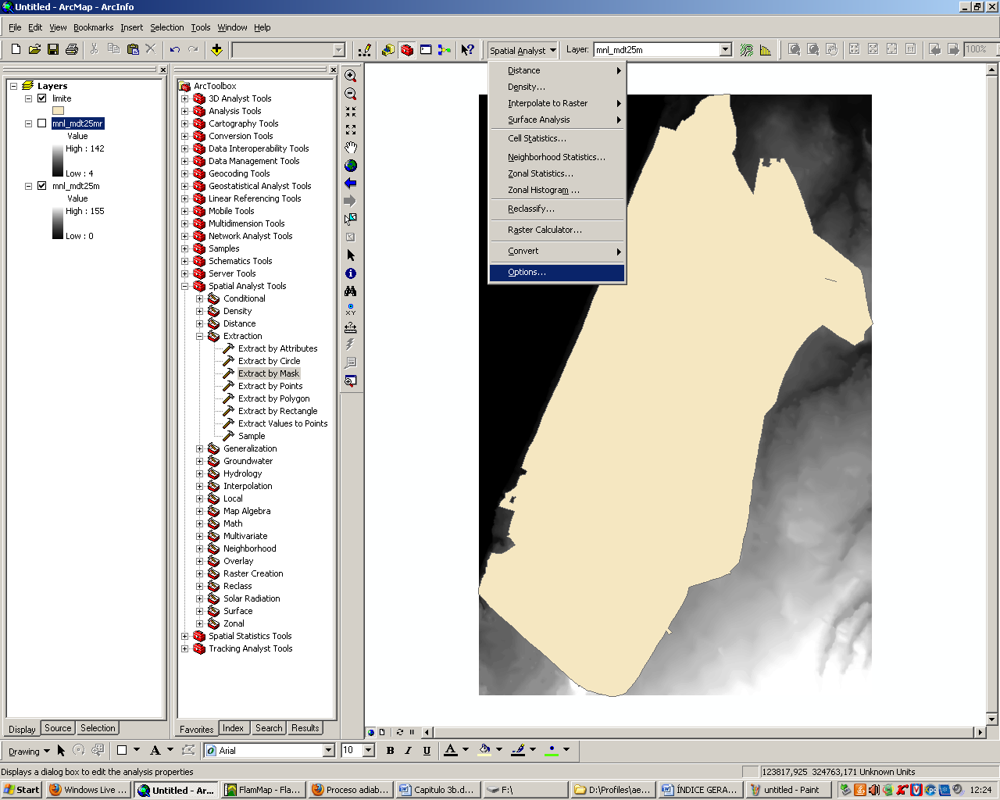 Untitled - ArcMap - ArcInfo
File Edit View Bookmarks Insert Selection Tools Window Help
Spatial Analyst Layer: mnl_mdt25m 100%
Layers
limite
mnl_mdt25mr
Value
High : 142
Low : 4
mnl_mdt25m
Value
High : 155
Low : 0
Display Source Selection
ArcToolbox
3D Analyst Tools
Analysis Tools
Cartography Tools
Conversion Tools
Data Interoperability Tools
Data Management Tools
Geocoding Tools
Geostatistical Analyst Tools
Linear Referencing Tools
Mobile Tools
Multidimension Tools
Network Analyst Tools
Samples
Schematics Tools
Server Tools
Spatial Analyst Tools
Conditional
Density
Distance
Extraction
Extract by Attributes
Extract by Circle
Extract by Mask
Extract by Points
Extract by Polygon
Extract by Rectangle
Extract Values to Points
Sample
Generalization
Groundwater
Hydrology
Interpolation
Local
Map Algebra
Math
Multivariate
Neighborhood
Overlay
Raster Creation
Reclass
Solar Radiation
Surface
Zonal
Spatial Statistics Tools
Tracking Analyst Tools
Favorites Index Search Results
XY
Distance
Density...
Interpolate to Raster
Surface Analysis
Cell Statistics...
Neighborhood Statistics...
Zonal Statistics...
Zonal Histogram ...
Reclassify...
Raster Calculator...
Convert
Options...
Drawing A Arial 10 B I U A
Displays a dialog box to edit the analysis properties
123817,925 324763,171 Unknown Units
Start Windows Live ... Untitled - Ar... FlamMap - Fla... Proceso adiab... Capitulo 3b.d... F:\ D:\Profiles\ae... ÍNDICE GERA... untitled - Paint 12:24